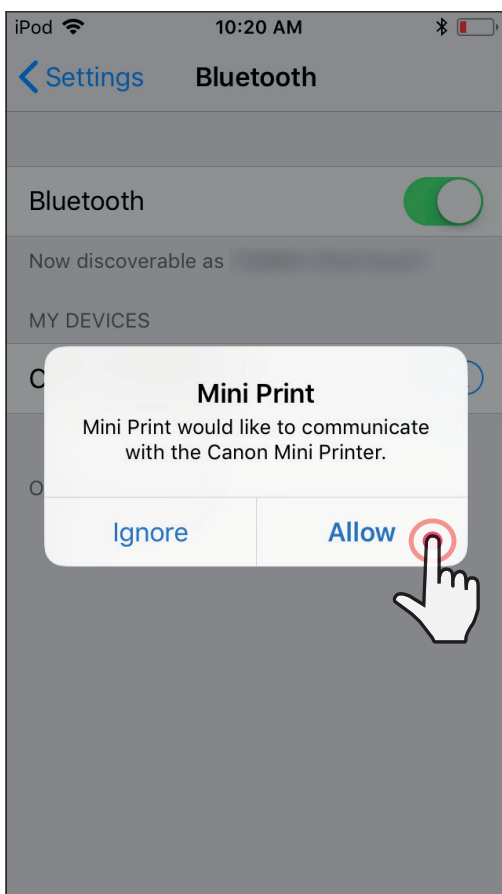 iPod 10:20 AM
Settings Bluetooth
Bluetooth
Now discoverable as
MY DEVICES
Mini Print
Mini Print would like to communicate
with the Canon Mini Printer.
Ignore Allow